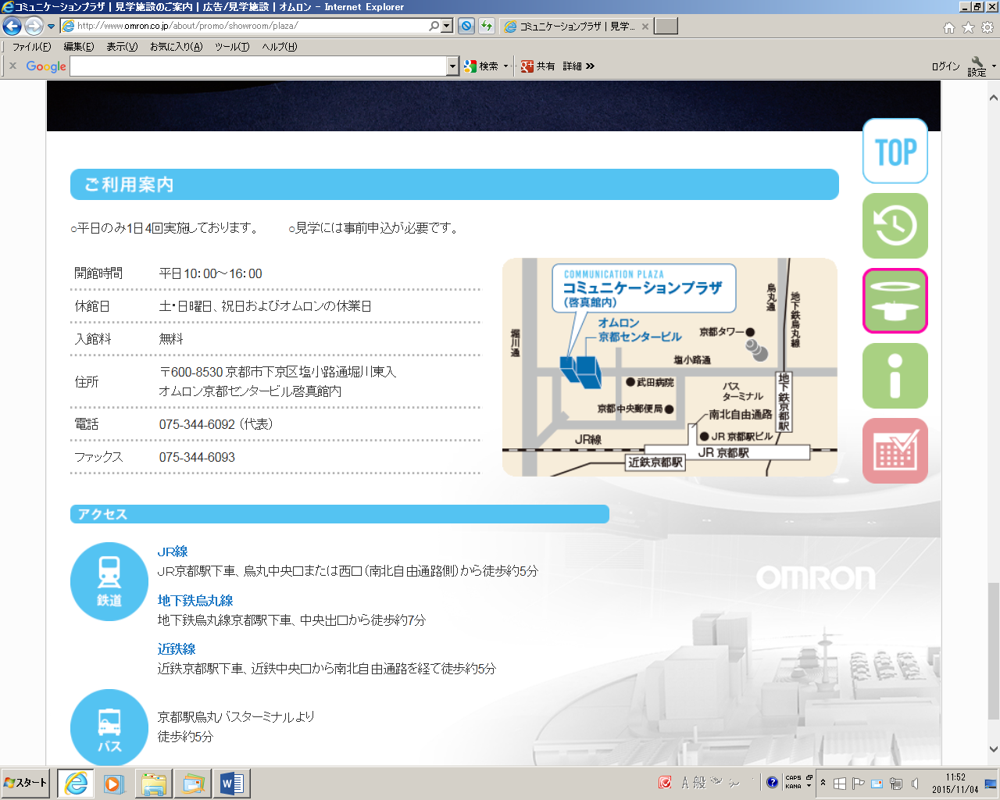 コミュニケーションプラザ | 見学施設のご案内 | 広告/見学施設 | オムロン - Internet Explorer
http://www.omron.co.jp/about/promo/showroom/plaza/
コミュニケーションプラザ | 見学...
ファイル(F) 編集(E) 表示(V) お気に入り(A) ツール(T) ヘルプ(H)
Google 検索 共有 詳細 ログイン 設定
TOP
ご利用案内
○平日のみ1日4回実施しております。 ○見学には事前申込が必要です。
開館時間 平日10:00~16:00
休館日 土・日曜日、祝日およびオムロンの休業日
入館料 無料
住所 〒600-8530 京都市下京区塩小路通堀川東入
オムロン京都センタービル啓真館内
電話 075-344-6092 (代表)
ファックス 075-344-6093
COMMUNICATION PLAZA
コミュニケーションプラザ
(啓真館内)
オムロン
京都センタービル
堀川通
烏丸通
地下鉄烏丸線
京都タワー
塩小路通
武田病院
京都中央郵便局
バス
ターミナル
地下鉄京都駅
南北自由通路
JR 京都駅ビル
JR線
JR 京都駅
近鉄京都駅
アクセス
鉄道
JR線
JR京都駅下車、烏丸中央口または西口(南北自由通路側)から徒歩約5分
地下鉄烏丸線
地下鉄烏丸線京都駅下車、中央出口から徒歩約7分
近鉄線
近鉄京都駅下車、近鉄中央口から南北自由通路を経て徒歩約5分
バス
京都駅烏丸バスターミナルより
徒歩約5分
OMRON
スタート
A 般
CAPS
KANA
11:52
2015/11/04